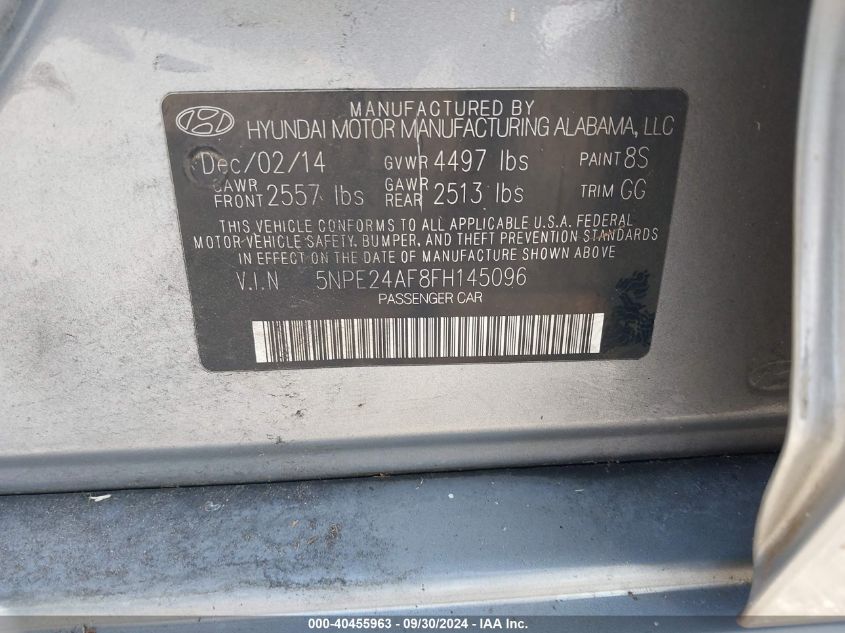 MANUFACTURED BY
HYUNDAI MOTOR MANUFACTURING ALABAMA, LLC
Dec/02/14 GVWR 4497 lbs PAINT 8S
GAWR FRONT 2557 lbs GAWR REAR 2513 lbs TRIM GG
THIS VEHICLE CONFORMS TO ALL APPLICABLE U.S.A. FEDERAL
MOTOR VEHICLE SAFETY, BUMPER, AND THEFT PREVENTION STANDARDS
IN EFFECT ON THE DATE OF MANUFACTURE SHOWN ABOVE
V.I.N 5NPE24AF8FH145096
PASSENGER CAR
000-40455963 - 09/30/2024 - IAA Inc.